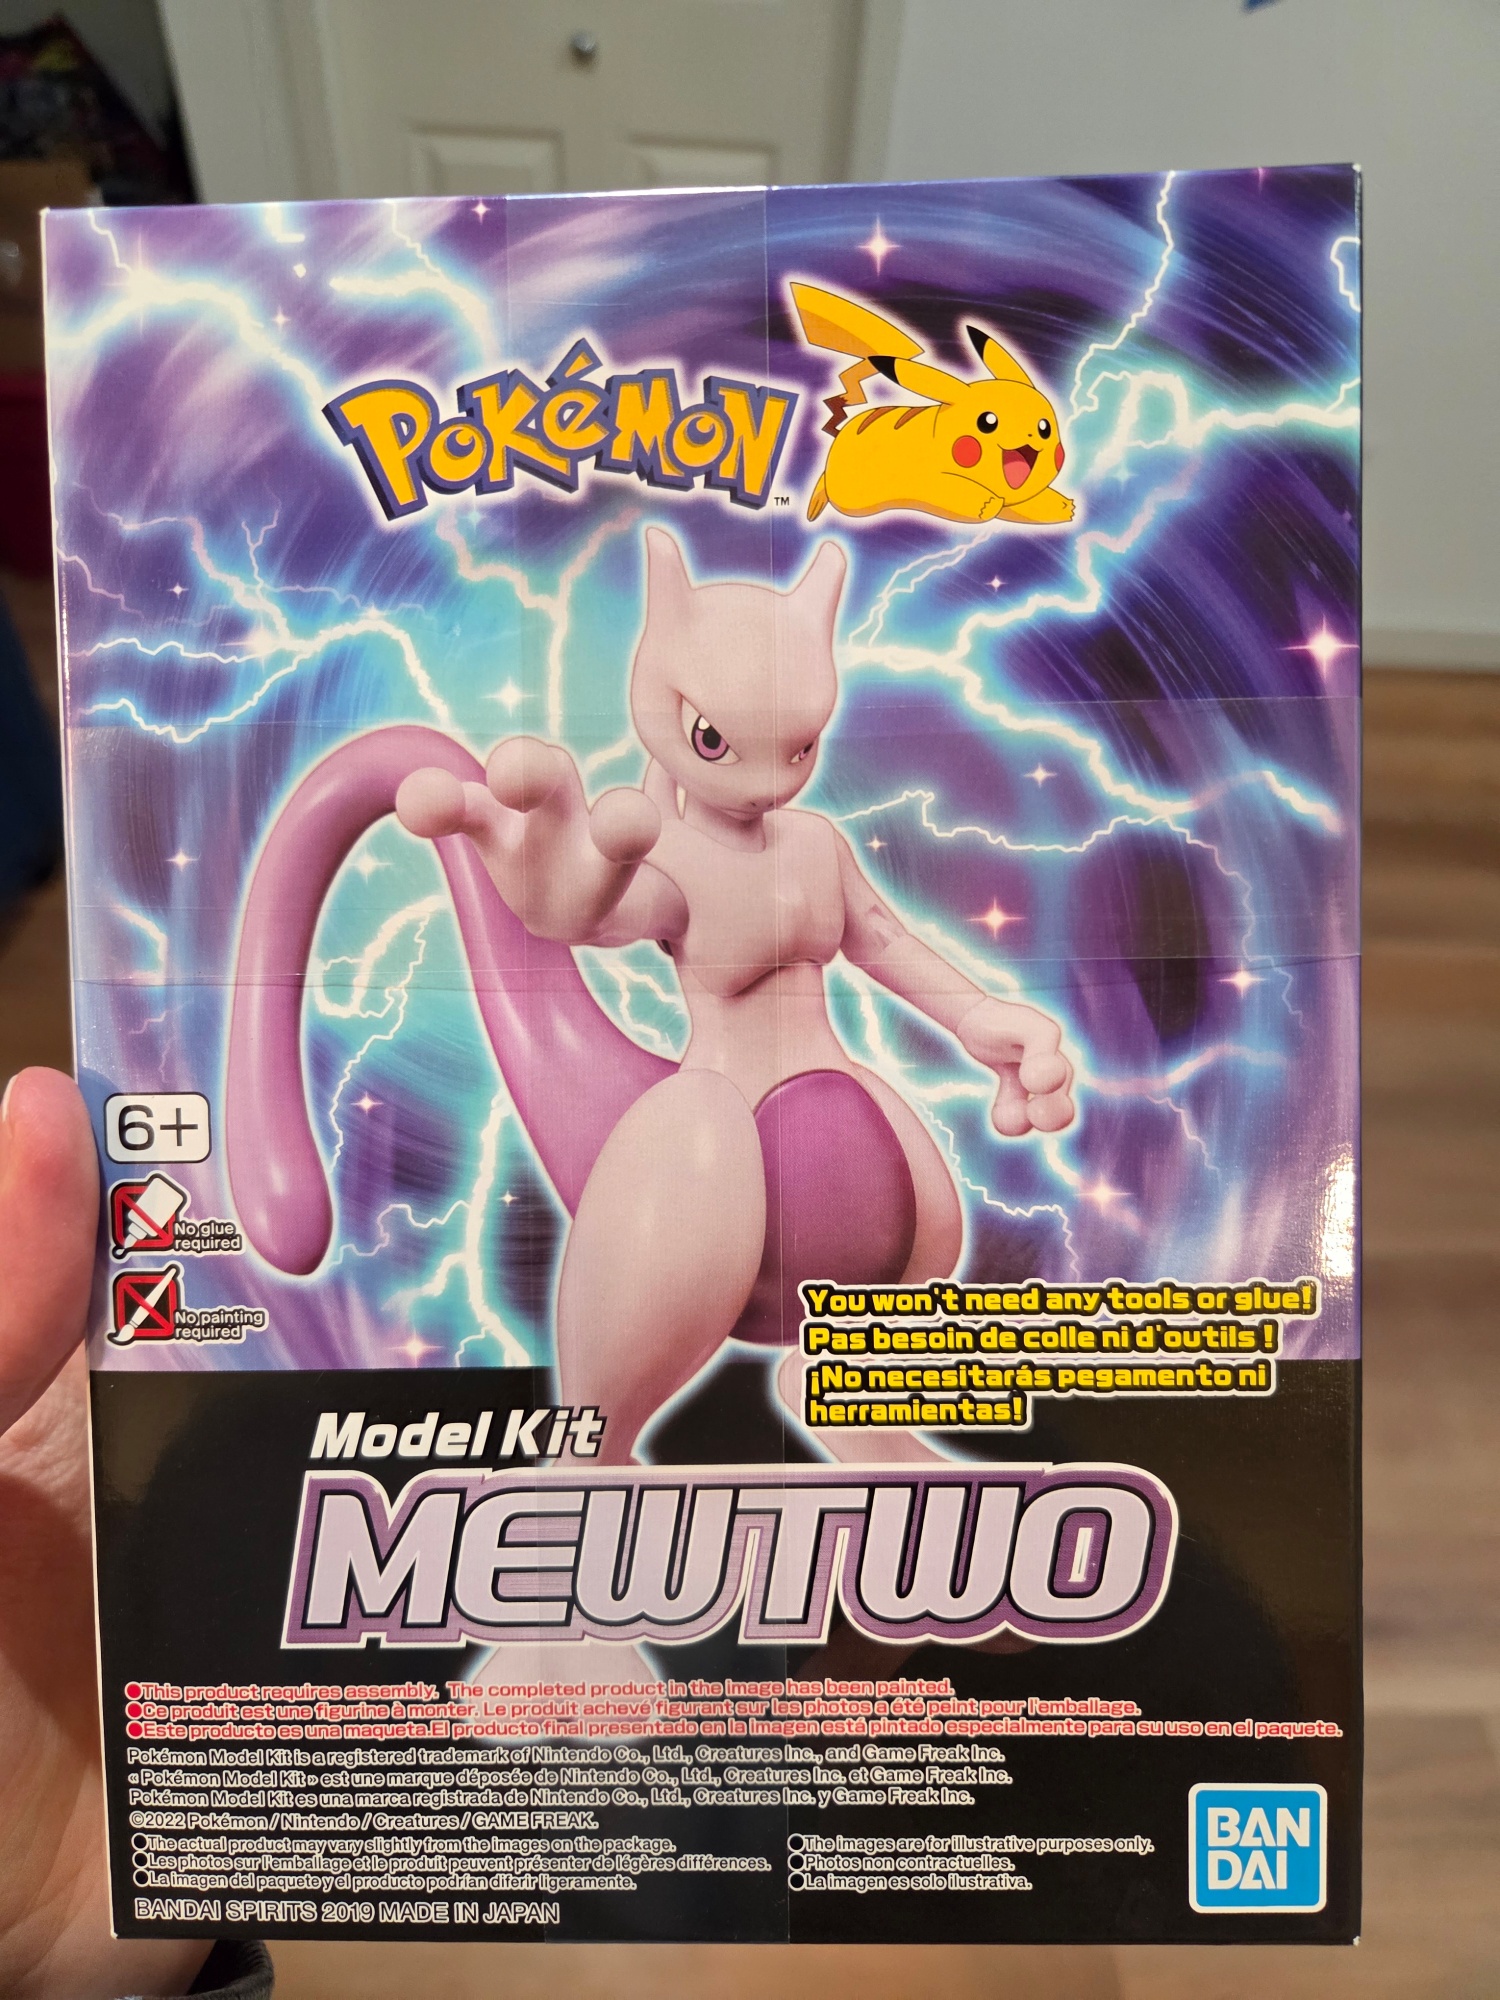 POKÉMON
TM
6+
No glue
required
No painting
required
You won't need any tools or glue!
Pas besoin de colle ni d'outils !
¡No necesitarás pegamento ni
herramientas!
Model Kit
MEWTWO
●This product requires assembly. The completed product in the image has been painted.
●Ce produit est une figurine à monter. Le produit achevé figurant sur les photos a été peint pour l'emballage.
●Este producto es una maqueta.El producto final presentado en la imagen está pintado especialmente para su uso en el paquete.
Pokémon Model Kit is a registered trademark of Nintendo Co., Ltd., Creatures Inc., and Game Freak Inc.
« Pokémon Model Kit » est une marque déposée de Nintendo Co., Ltd., Creatures Inc. et Game Freak Inc.
Pokémon Model Kit es una marca registrada de Nintendo Co., Ltd., Creatures Inc. y Game Freak Inc.
©2022 Pokémon / Nintendo / Creatures / GAME FREAK.
●The actual product may vary slightly from the images on the package.
●Les photos sur l'emballage et le produit peuvent présenter de légères différences.
●La imagen del paquete y el producto podrían diferir ligeramente.
●The images are for illustrative purposes only.
●Photos non contractuelles.
●La imagen es solo ilustrativa.
BANDAI SPIRITS 2019 MADE IN JAPAN
BAN
DAI